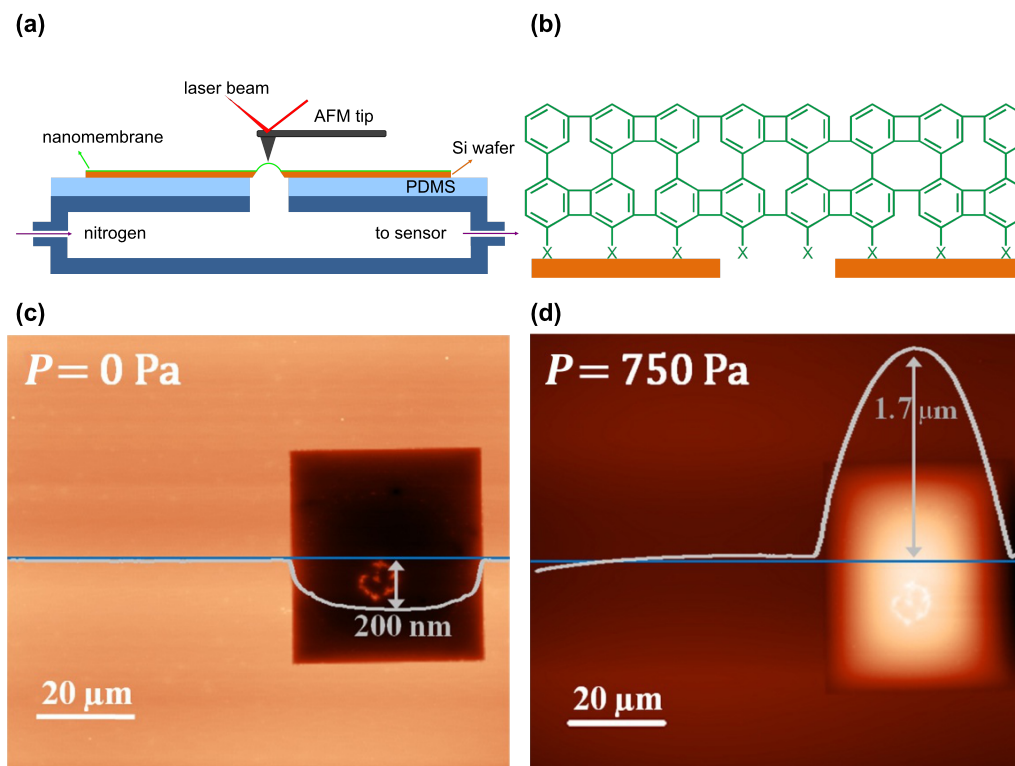 (a)
laser beam
AFM tip
nanomembrane
Si wafer
PDMS
nitrogen
to sensor
(b)
X X X X X X X X
(c)
P = 0 Pa
200 nm
20 μm
(d)
P = 750 Pa
1.7 μm
20 μm